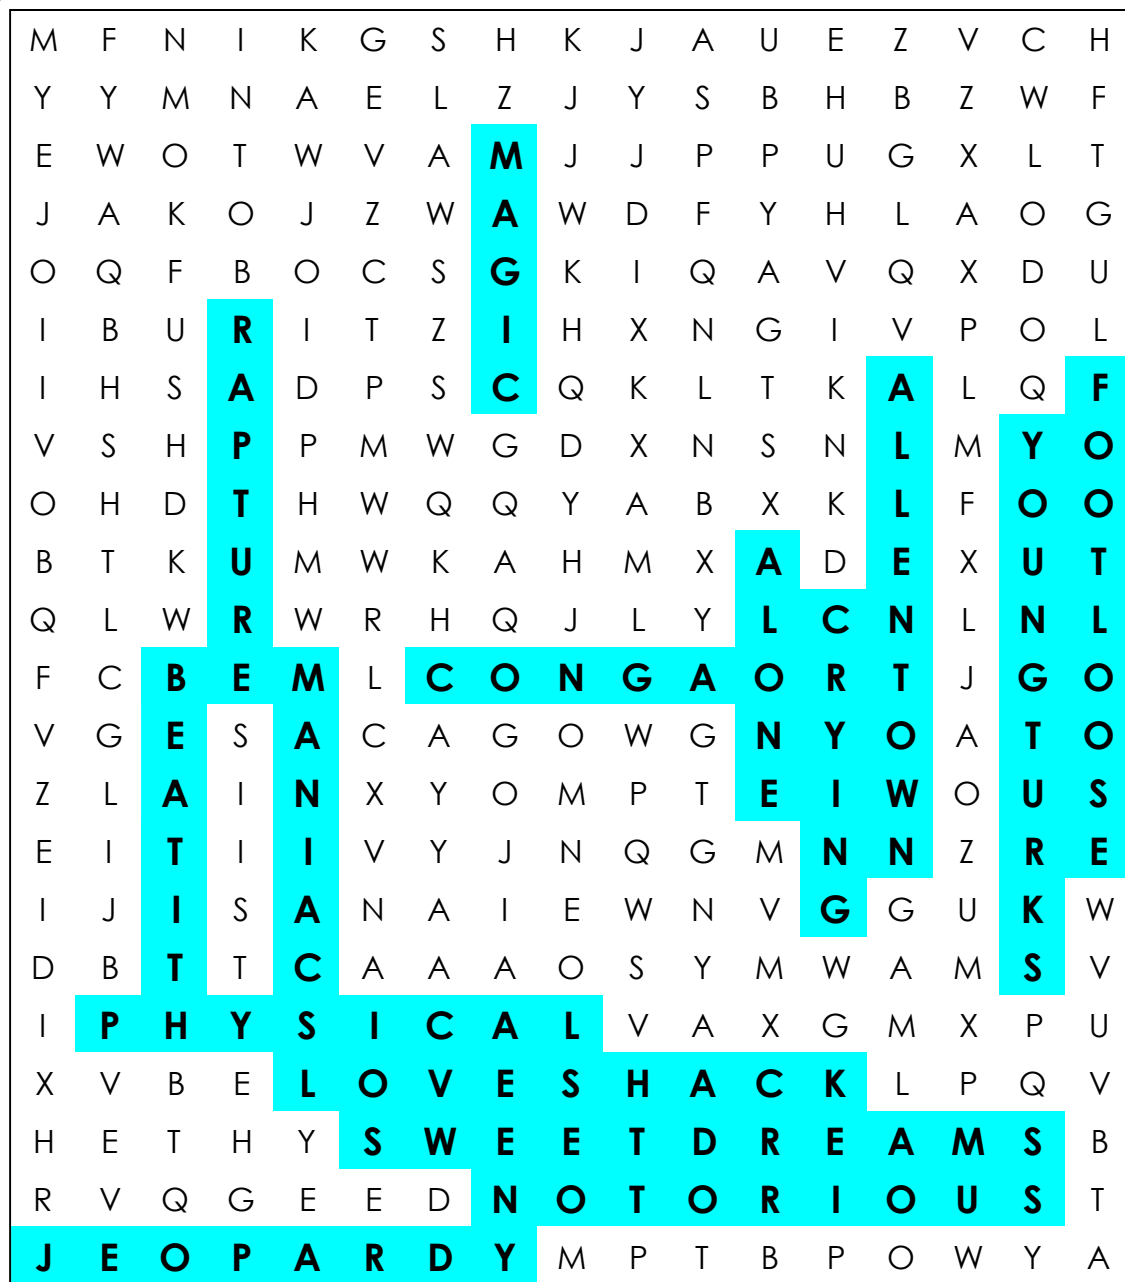 M F N I K G S H K J A U E Z V C H
Y Y M N A E L Z J Y S B H B Z W F
E W O T W V A M J J P P U G X L T
J A K O J Z W A W D F Y H L A O G
O Q F B O C S G K I Q A V Q X D U
I B U R I T Z I H X N G I V P O L
I H S A D P S C Q K L T K A L Q F
V S H P P M W G D X N S N L M Y O
O H D T H W Q Q Y A B X K L F O O
B T K U M W K A H M X A D E X U T
Q L W R W R H Q J L Y L C N L N L
F C B E M L C O N G A O R T J G O
V G E S A C A G O W G N Y O A T O
Z L A I N X Y O M P T E I W O U S
E I T I I V Y J N Q G M N N Z R E
I J I S A N A I E W N V G G U K W
D B T T C A A A O S Y M W A M S V
I P H Y S I C A L V A X G M X P U
X V B E L O V E S H A C K L P Q V
H E T H Y S W E E T D R E A M S B
R V Q G E E D N O T O R I O U S T
J E O P A R D Y M P T B P O W Y A